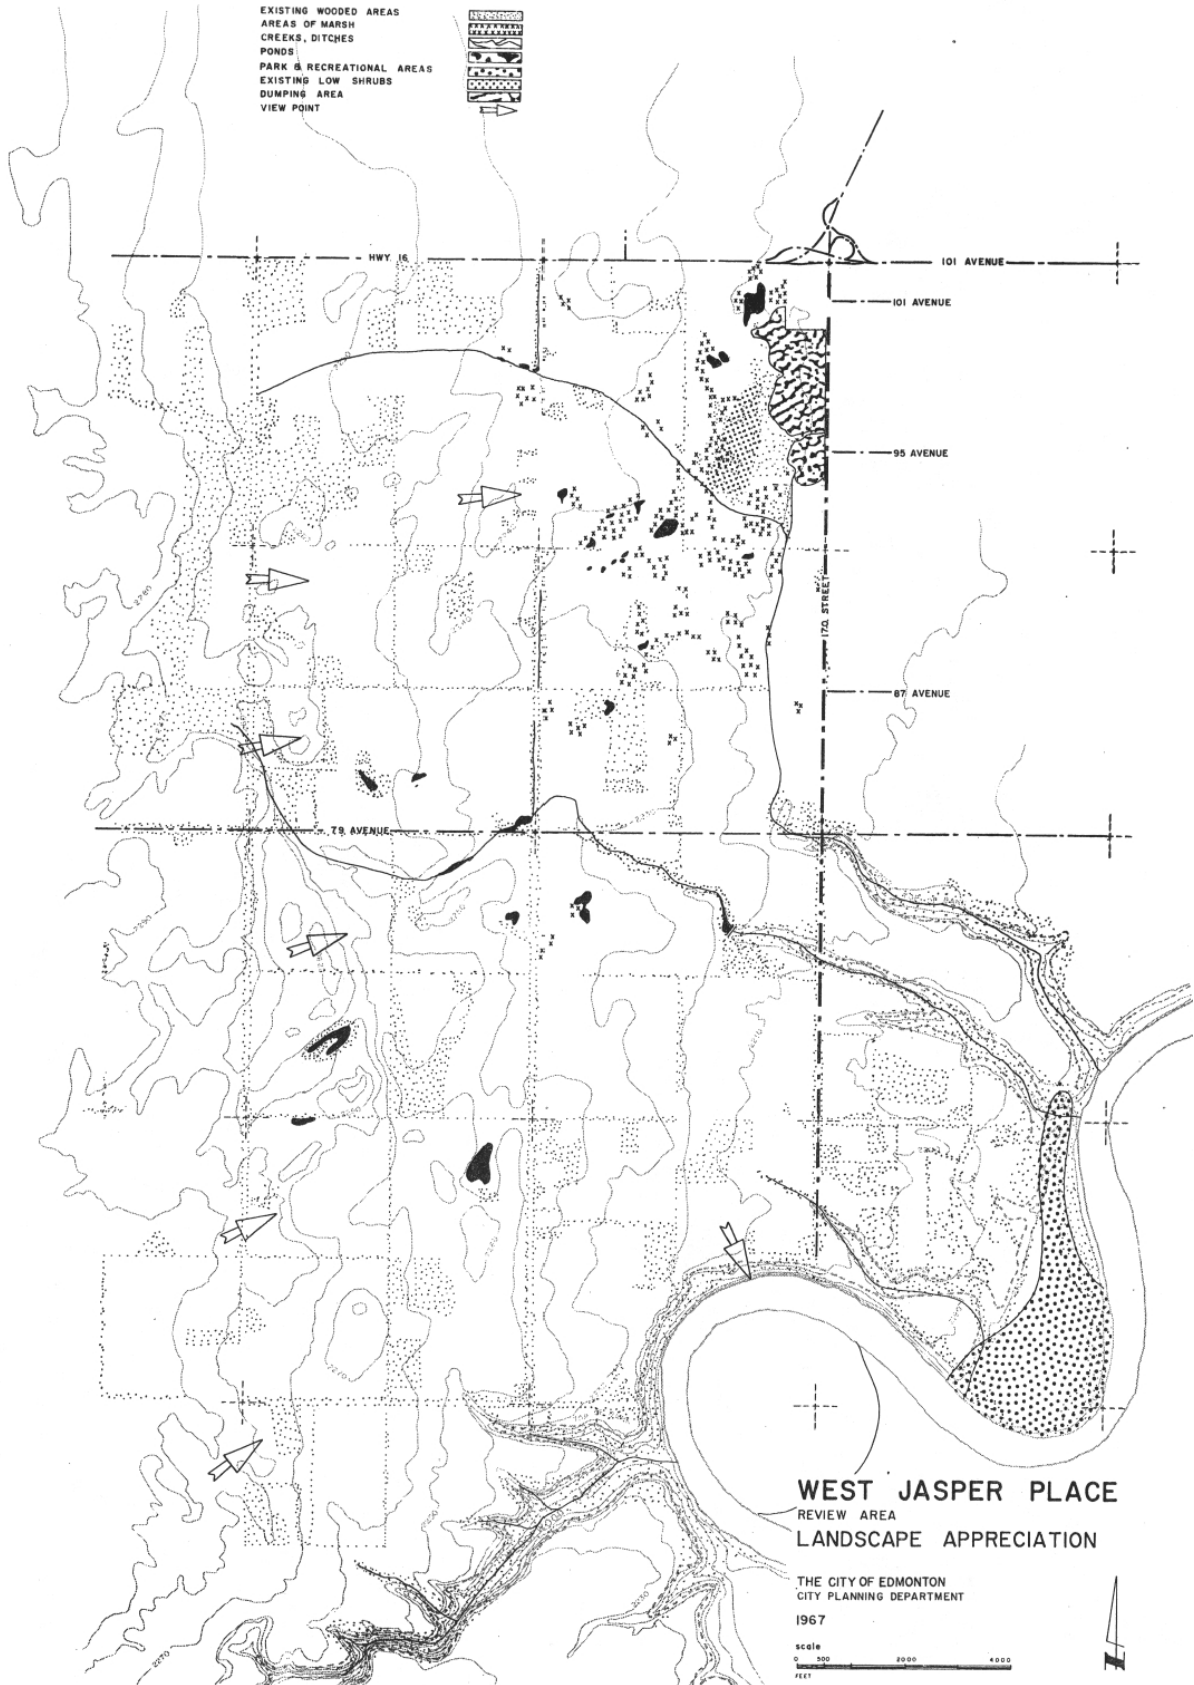 EXISTING WOODED AREAS
AREAS OF MARSH
CREEKS, DITCHES
PONDS
PARK & RECREATIONAL AREAS
EXISTING LOW SHRUBS
DUMPING AREA
VIEW POINT
HWY. 16
101 AVENUE
101 AVENUE
95 AVENUE
2280
170 STREET
87 AVENUE
79 AVENUE
WEST JASPER PLACE
REVIEW AREA
LANDSCAPE APPRECIATION
THE CITY OF EDMONTON
CITY PLANNING DEPARTMENT
1967
scale
0 500 2000 4000
FEET
2270